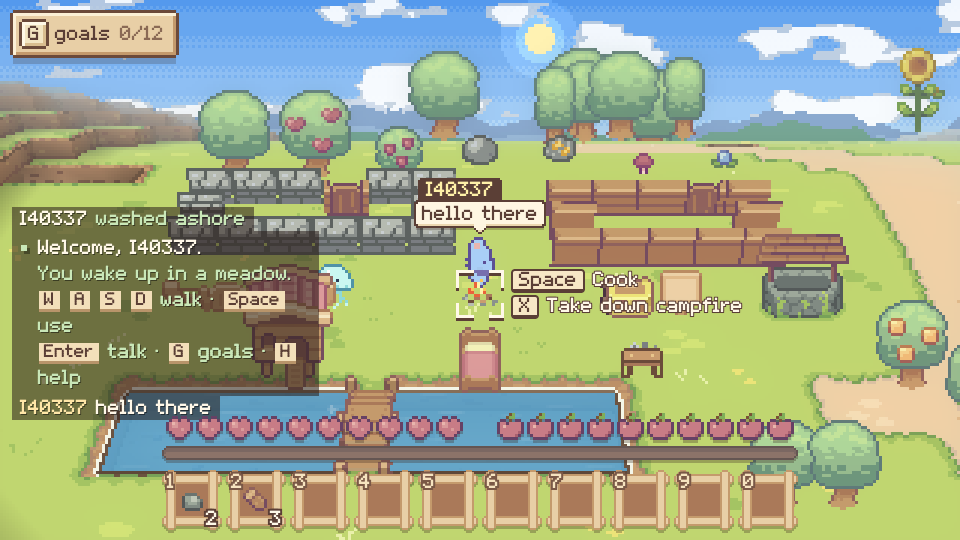 G goals 0/12
I40337
hello there
I40337 washed ashore
Welcome, I40337.
You wake up in a meadow.
W A S D walk · Space
use
Enter talk · G goals · H
help
I40337 hello there
Space Cook
X Take down campfire
1 2 3 4 5 6 7 8 9 0
2 3